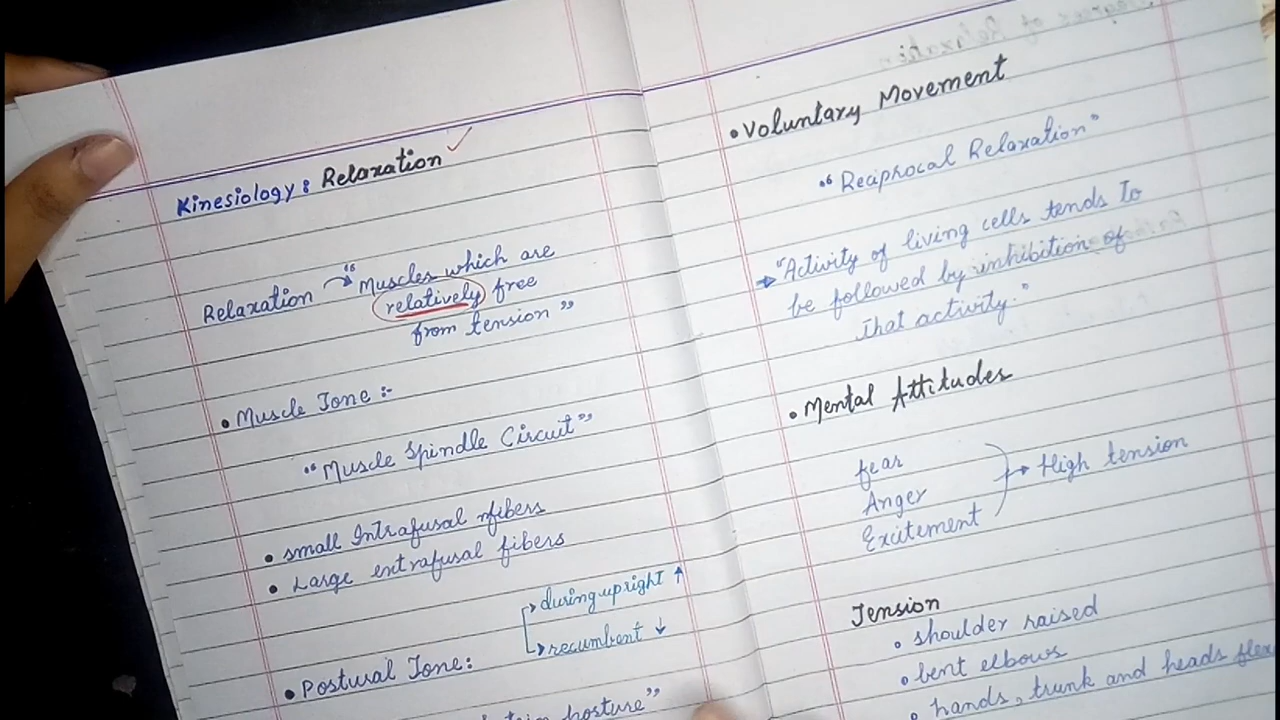 Kinesiology: Relaxation ✓
Relaxation → "Muscles which are
relatively free
from tension"
• Muscle Tone :-
"Muscle Spindle Circuit"
• small Intrafusal fibers
• Large extrafusal fibers
→ during upright ↑
→ recumbent ↓
• Postural Tone:
posture"
• Voluntary Movement
"Reciprocal Relaxation"
→ "Activity of living cells tends to
be followed by inhibition of
that activity."
• Mental Attitudes
fear
Anger → High tension
Excitement
Tension
• shoulder raised
• bent elbows
• hands, trunk and heads